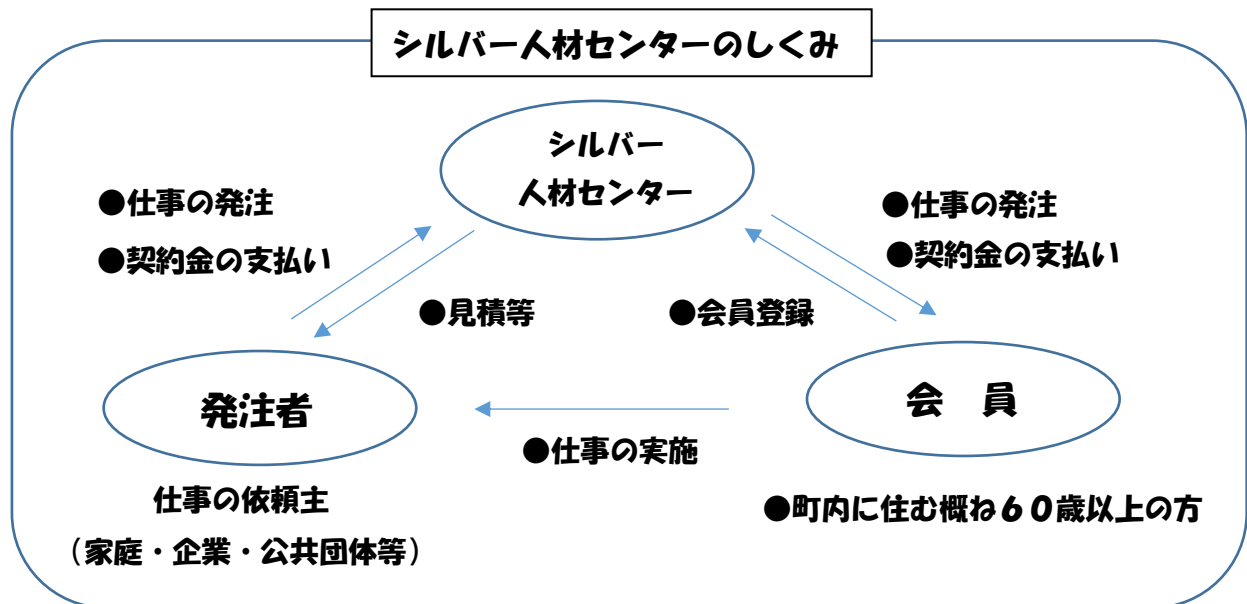 シルバー人材センターのしくみ
シルバー
人材センター
●仕事の発注
●契約金の支払い
●仕事の発注
●契約金の支払い
●見積等
●会員登録
発注者
会　員
●仕事の実施
仕事の依頼主
（家庭・企業・公共団体等）
●町内に住む概ね６０歳以上の方